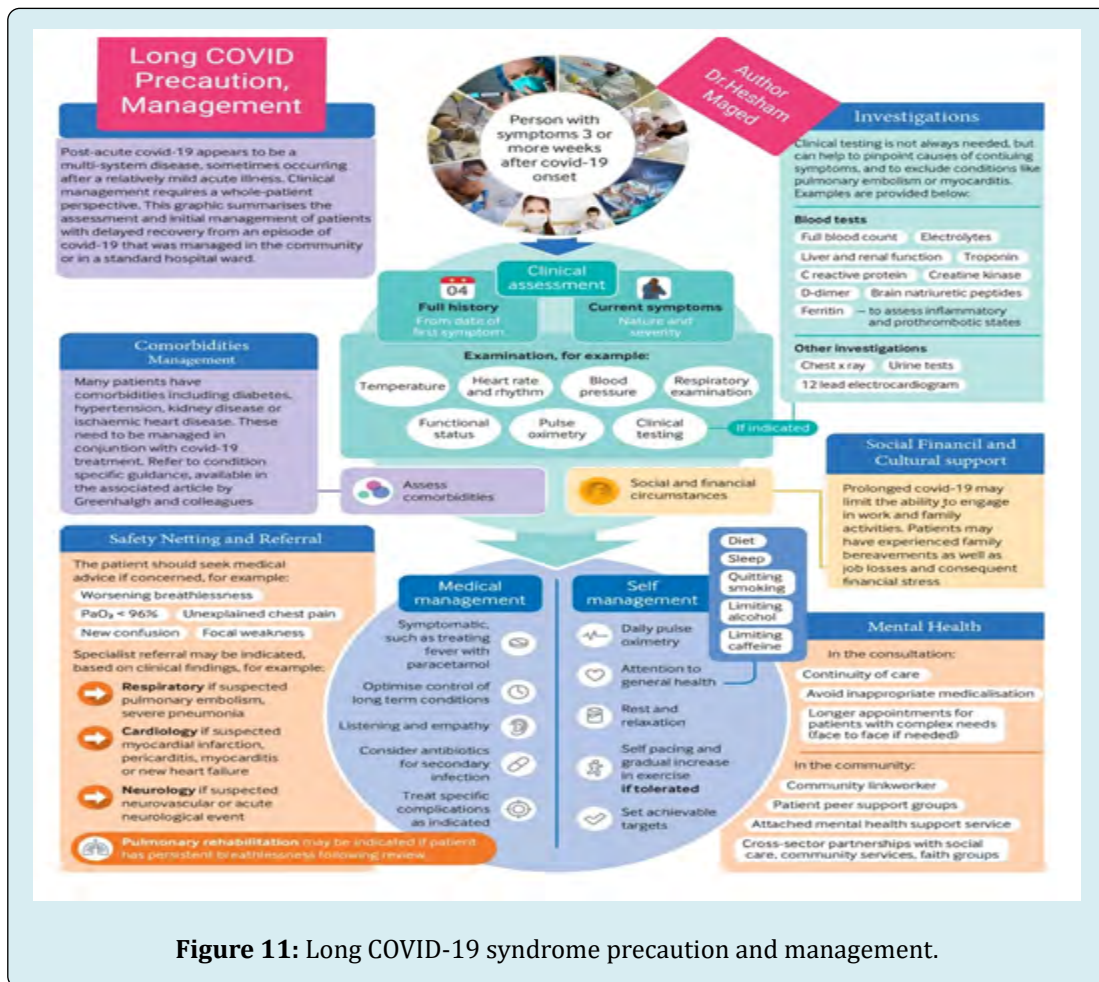 Long COVID
Precaution,
Management
Post-acute covid-19 appears to be a
multi-system disease, sometimes occurring
after a relatively mild acute illness. Clinical
management requires a whole-patient
perspective. This graphic summarises the
assessment and initial management of patients
with delayed recovery from an episode of
covid-19 that was managed in the community
or in a standard hospital ward.
Person with
symptoms 3 or
more weeks
after covid-19
onset
Author
Dr.Hesham
Maged
Investigations
Clinical testing is not always needed, but
can help to pinpoint causes of contiuing
symptoms, and to exclude conditions like
pulmonary embolism or myocarditis.
Examples are provided below:
Blood tests
Full blood count Electrolytes
Liver and renal function Troponin
C reactive protein Creatine kinase
D-dimer Brain natriuretic peptides
Ferritin – to assess inflammatory
and prothrombotic states
Other investigations
Chest x ray Urine tests
12 lead electrocardiogram
Clinical
assessment
04
Full history
From date of
first symptom
Current symptoms
Nature and
severity
Examination, for example:
Temperature
Heart rate
and rhythm
Blood
pressure
Respiratory
examination
Functional
status
Pulse
oximetry
Clinical
testing
If indicated
Comorbidities
Management
Many patients have
comorbidities including diabetes,
hypertension, kidney disease or
ischaemic heart disease. These
need to be managed in
conjuntion with covid-19
treatment. Refer to condition
specific guidance, available in
the associated article by
Greenhalgh and colleagues
Assess
comorbidities
Social and financial
circumstances
Social Financil and
Cultural support
Prolonged covid-19 may
limit the ability to engage
in work and family
activities. Patients may
have experienced family
bereavements as well as
job losses and consequent
financial stress
Safety Netting and Referral
The patient should seek medical
advice if concerned, for example:
Worsening breathlessness
PaO₂ < 96% Unexplained chest pain
New confusion Focal weakness
Specialist referral may be indicated,
based on clinical findings, for example:
Respiratory if suspected
pulmonary embolism,
severe pneumonia
Cardiology if suspected
myocardial infarction,
pericarditis, myocarditis
or new heart failure
Neurology if suspected
neurovascular or acute
neurological event
Pulmonary rehabilitation may be indicated if patient
has persistent breathlessness following review
Medical
management
Symptomatic,
such as treating
fever with
paracetamol
Optimise control of
long term conditions
Listening and empathy
Consider antibiotics
for secondary
infection
Treat specific
complications
as indicated
Self
management
Daily pulse
oximetry
Attention to
general health
Rest and
relaxation
Self pacing and
gradual increase
in exercise
if tolerated
Set achievable
targets
Diet
Sleep
Quitting
smoking
Limiting
alcohol
Limiting
caffeine
Mental Health
In the consultation:
Continuity of care
Avoid inappropriate medicalisation
Longer appointments for
patients with complex needs
(face to face if needed)
In the community:
Community linkworker
Patient peer support groups
Attached mental health support service
Cross-sector partnerships with social
care, community services, faith groups
Figure 11: Long COVID-19 syndrome precaution and management.